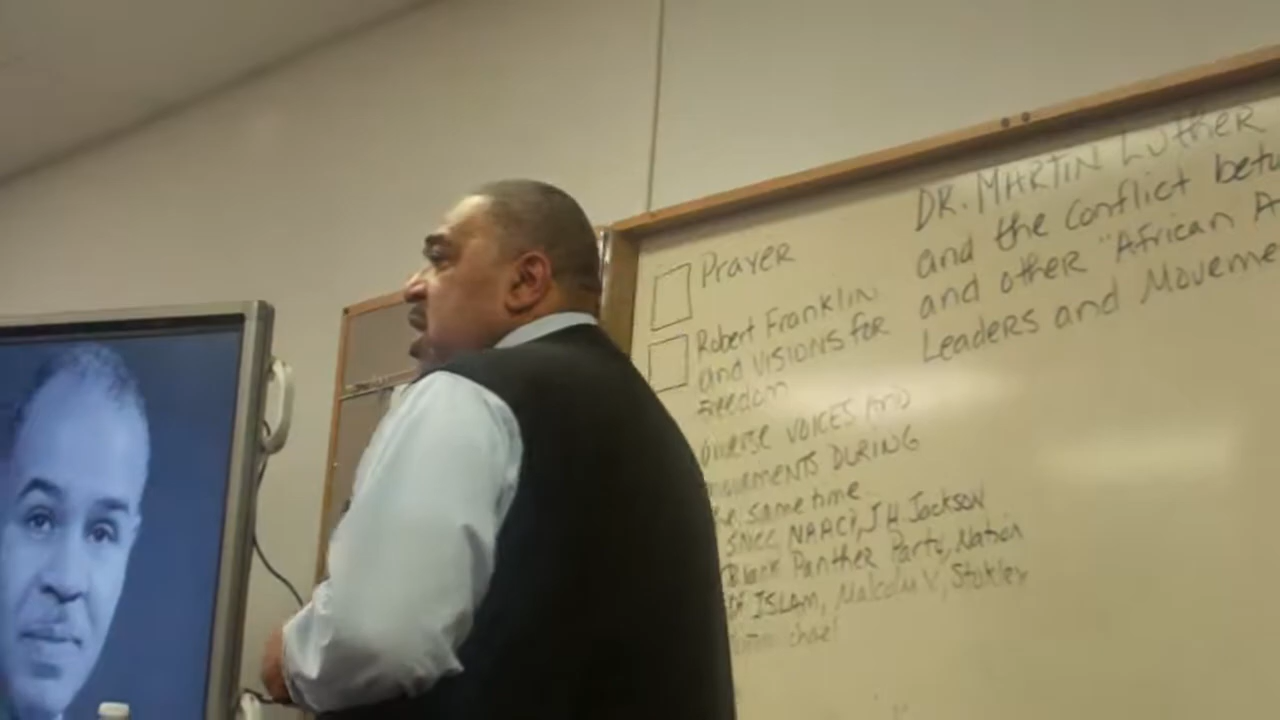 Prayer
Robert Franklin
and VISIONS for
Freedom
Diverse VOICES AND
movements DURING
same time
SNCC NAACP, J H Jackson
Black Panther Party, Nation
Of ISLAM, Malcolm X, Stokley
DR. MARTIN LUTHER
and the Conflict betw
and other "African A
Leaders and Moveme